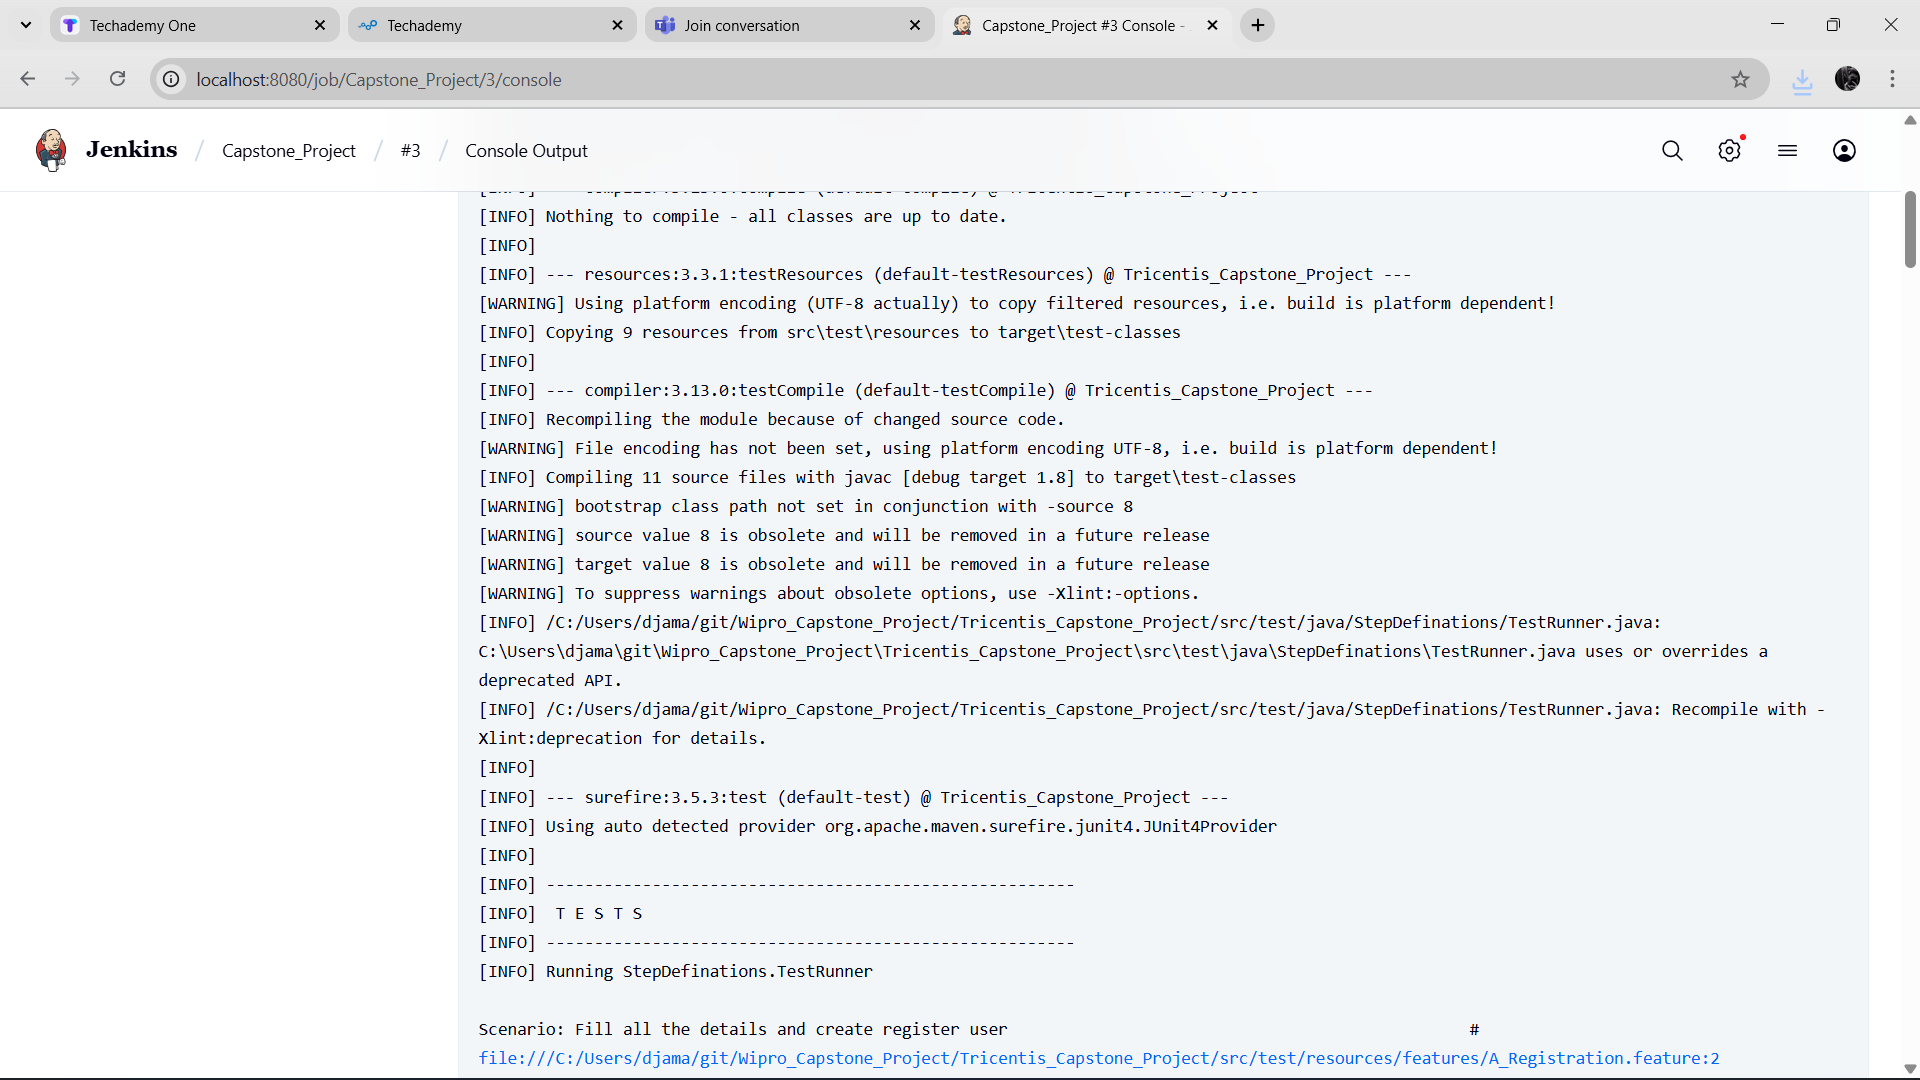 Techademy One
Techademy
Join conversation
Capstone_Project #3 Console -
localhost:8080/job/Capstone_Project/3/console
Jenkins / Capstone_Project / #3 / Console Output
[INFO] Nothing to compile - all classes are up to date.
[INFO]
[INFO] --- resources:3.3.1:testResources (default-testResources) @ Tricentis_Capstone_Project ---
[WARNING] Using platform encoding (UTF-8 actually) to copy filtered resources, i.e. build is platform dependent!
[INFO] Copying 9 resources from src\test\resources to target\test-classes
[INFO]
[INFO] --- compiler:3.13.0:testCompile (default-testCompile) @ Tricentis_Capstone_Project ---
[INFO] Recompiling the module because of changed source code.
[WARNING] File encoding has not been set, using platform encoding UTF-8, i.e. build is platform dependent!
[INFO] Compiling 11 source files with javac [debug target 1.8] to target\test-classes
[WARNING] bootstrap class path not set in conjunction with -source 8
[WARNING] source value 8 is obsolete and will be removed in a future release
[WARNING] target value 8 is obsolete and will be removed in a future release
[WARNING] To suppress warnings about obsolete options, use -Xlint:-options.
[INFO] /C:/Users/djama/git/Wipro_Capstone_Project/Tricentis_Capstone_Project/src/test/java/StepDefinations/TestRunner.java:
C:\Users\djama\git\Wipro_Capstone_Project\Tricentis_Capstone_Project\src\test\java\StepDefinations\TestRunner.java uses or overrides a
deprecated API.
[INFO] /C:/Users/djama/git/Wipro_Capstone_Project/Tricentis_Capstone_Project/src/test/java/StepDefinations/TestRunner.java: Recompile with -
Xlint:deprecation for details.
[INFO]
[INFO] --- surefire:3.5.3:test (default-test) @ Tricentis_Capstone_Project ---
[INFO] Using auto detected provider org.apache.maven.surefire.junit4.JUnit4Provider
[INFO]
[INFO] -------------------------------------------------------
[INFO]  T E S T S
[INFO] -------------------------------------------------------
[INFO] Running StepDefinations.TestRunner
Scenario: Fill all the details and create register user #
file:///C:/Users/djama/git/Wipro_Capstone_Project/Tricentis_Capstone_Project/src/test/resources/features/A_Registration.feature:2